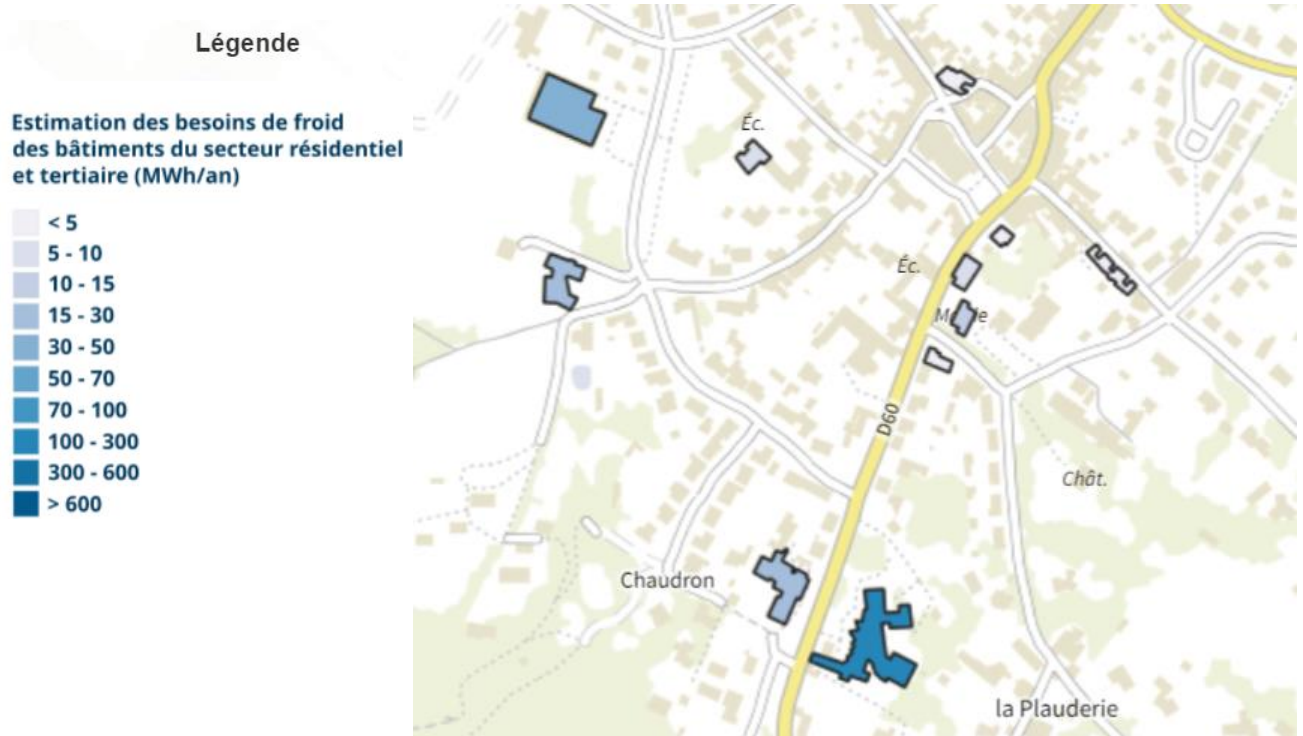 Légende
Estimation des besoins de froid
des bâtiments du secteur résidentiel
et tertiaire (MWh/an)
< 5
5 - 10
10 - 15
15 - 30
30 - 50
50 - 70
70 - 100
100 - 300
300 - 600
> 600
Éc.
Éc.
D60
Chât.
Chaudron
la Plauderie